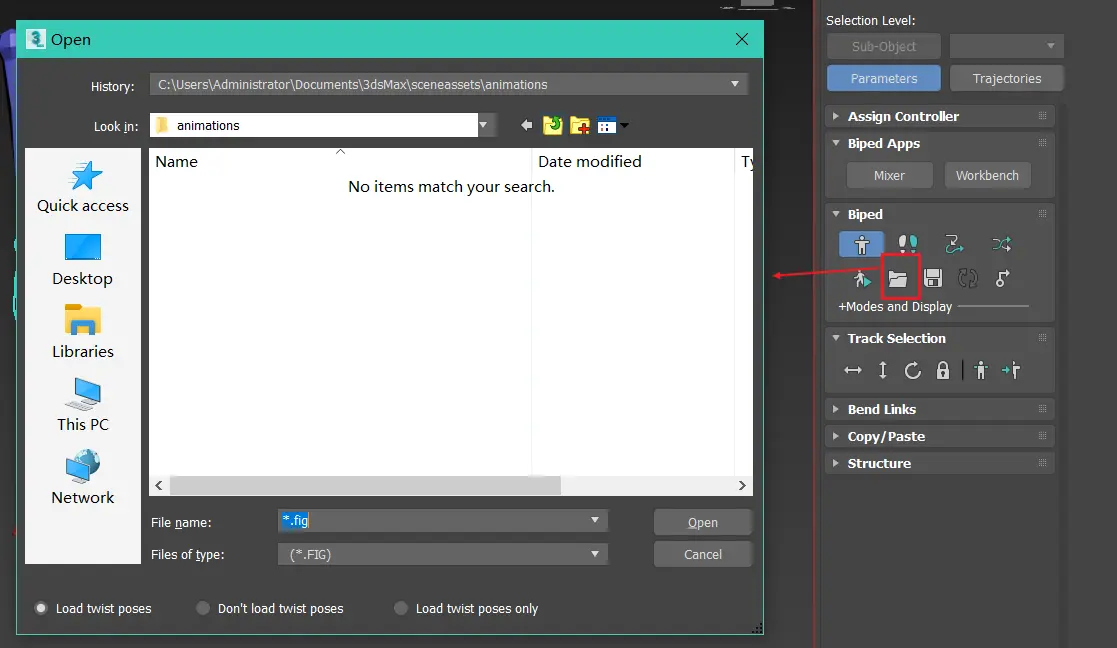 Open
History:
C:\Users\Administrator\Documents\3dsMax\sceneassets\animations
Look in:
animations
Name
Date modified
Ty
No items match your search.
Quick access
Desktop
Libraries
This PC
Network
File name:
*.fig
Open
Files of type:
(*.FIG)
Cancel
Load twist poses
Don't load twist poses
Load twist poses only
Selection Level:
Sub-Object
Parameters
Trajectories
Assign Controller
Biped Apps
Mixer
Workbench
Biped
+Modes and Display
Track Selection
Bend Links
Copy/Paste
Structure